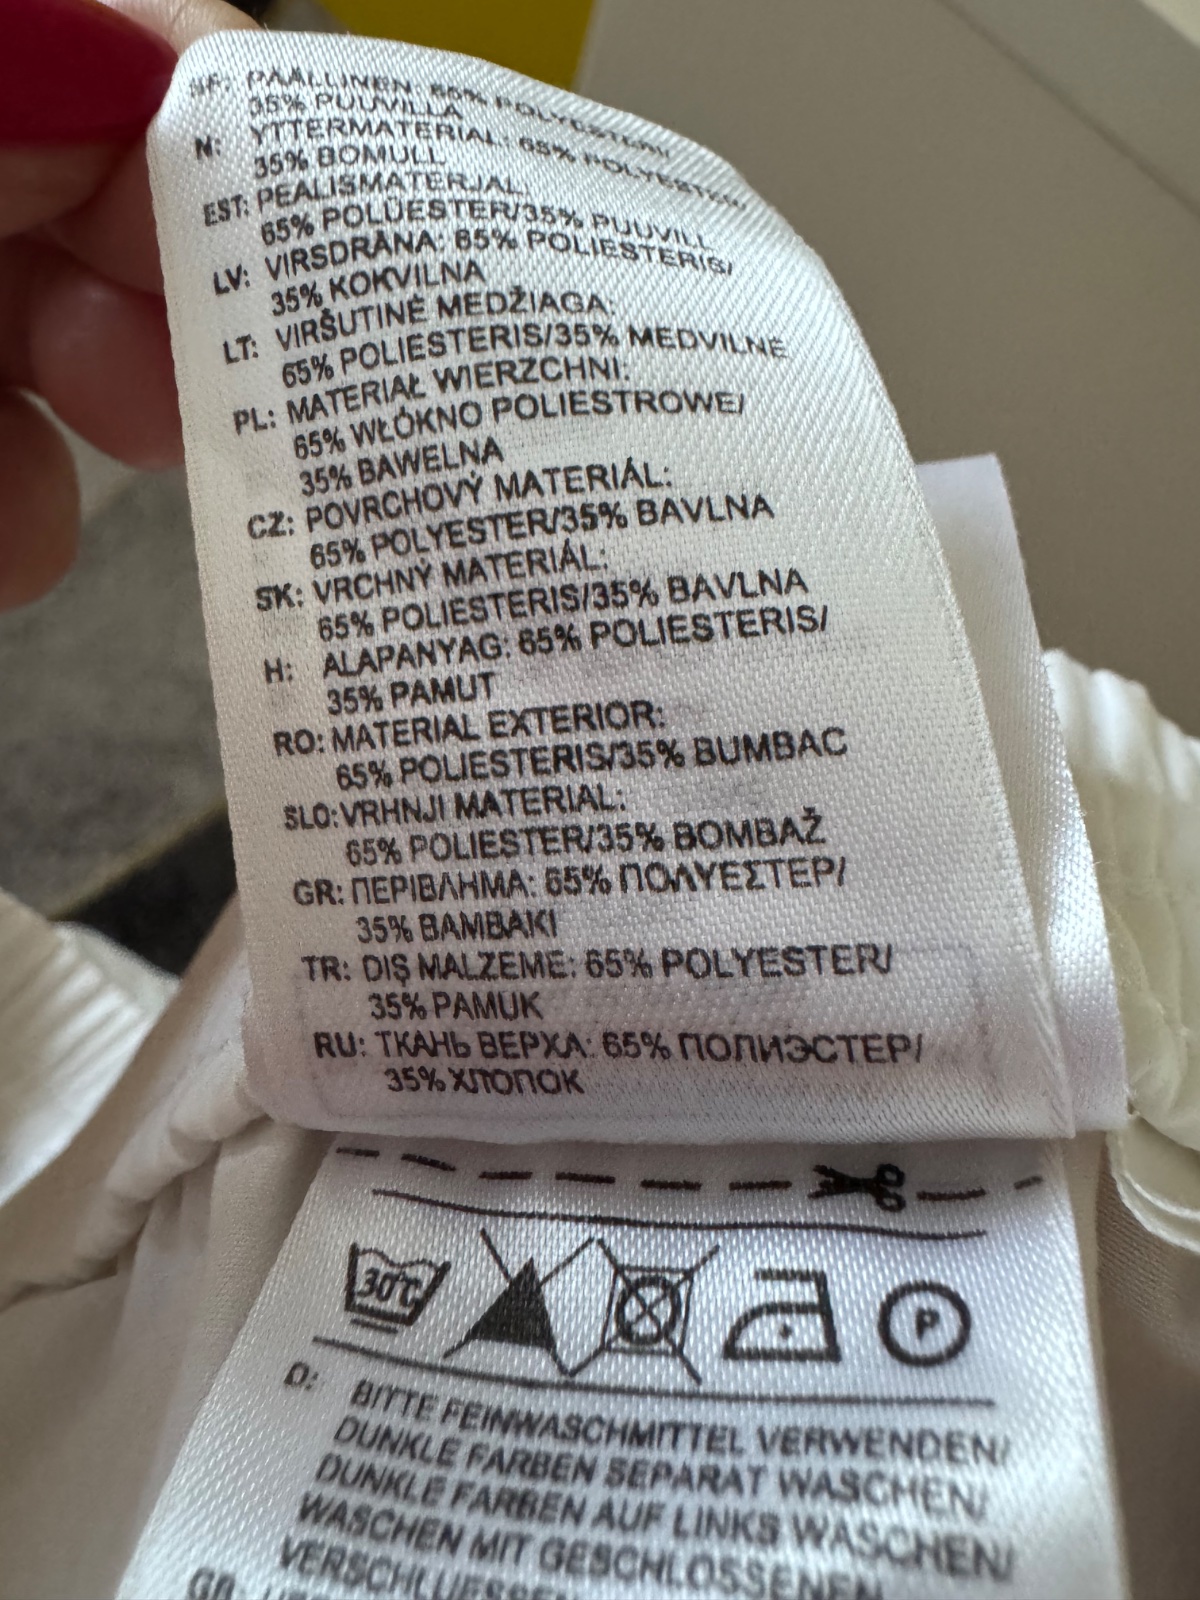 SF: PÄÄLLINEN: 65% POLYESTERI/
35% PUUVILLA
N: YTTERMATERIAL: 65% POLYESTER/
35% BOMULL
EST: PEALISMATERJAL:
65% POLÜESTER/35% PUUVILL
LV: VIRSDRĀNA: 65% POLIESTERIS/
35% KOKVILNA
LT: VIRŠUTINĖ MEDŽIAGA:
65% POLIESTERIS/35% MEDVILNĖ
PL: MATERIAŁ WIERZCHNI:
65% WŁÓKNO POLIESTROWE/
35% BAWEŁNA
CZ: POVRCHOVÝ MATERIÁL:
65% POLYESTER/35% BAVLNA
SK: VRCHNÝ MATERIÁL:
65% POLIESTERIS/35% BAVLNA
H: ALAPANYAG: 65% POLIESTERIS/
35% PAMUT
RO: MATERIAL EXTERIOR:
65% POLIESTERIS/35% BUMBAC
SLO: VRHNJI MATERIAL:
65% POLIESTER/35% BOMBAŽ
GR: ΠΕΡΙΒΛΗΜΑ: 65% ΠΟΛΥΕΣΤΕΡ/
35% ΒΑΜΒΑΚΙ
TR: DIŞ MALZEME: 65% POLYESTER/
35% PAMUK
RU: ТКАНЬ ВЕРХА: 65% ПОЛИЭСТЕР/
35% ХЛОПОК
30°C P
D: BITTE FEINWASCHMITTEL VERWENDEN/
DUNKLE FARBEN SEPARAT WASCHEN/
DUNKLE FARBEN AUF LINKS WASCHEN/
WASCHEN MIT GESCHLOSSENEN
GB: